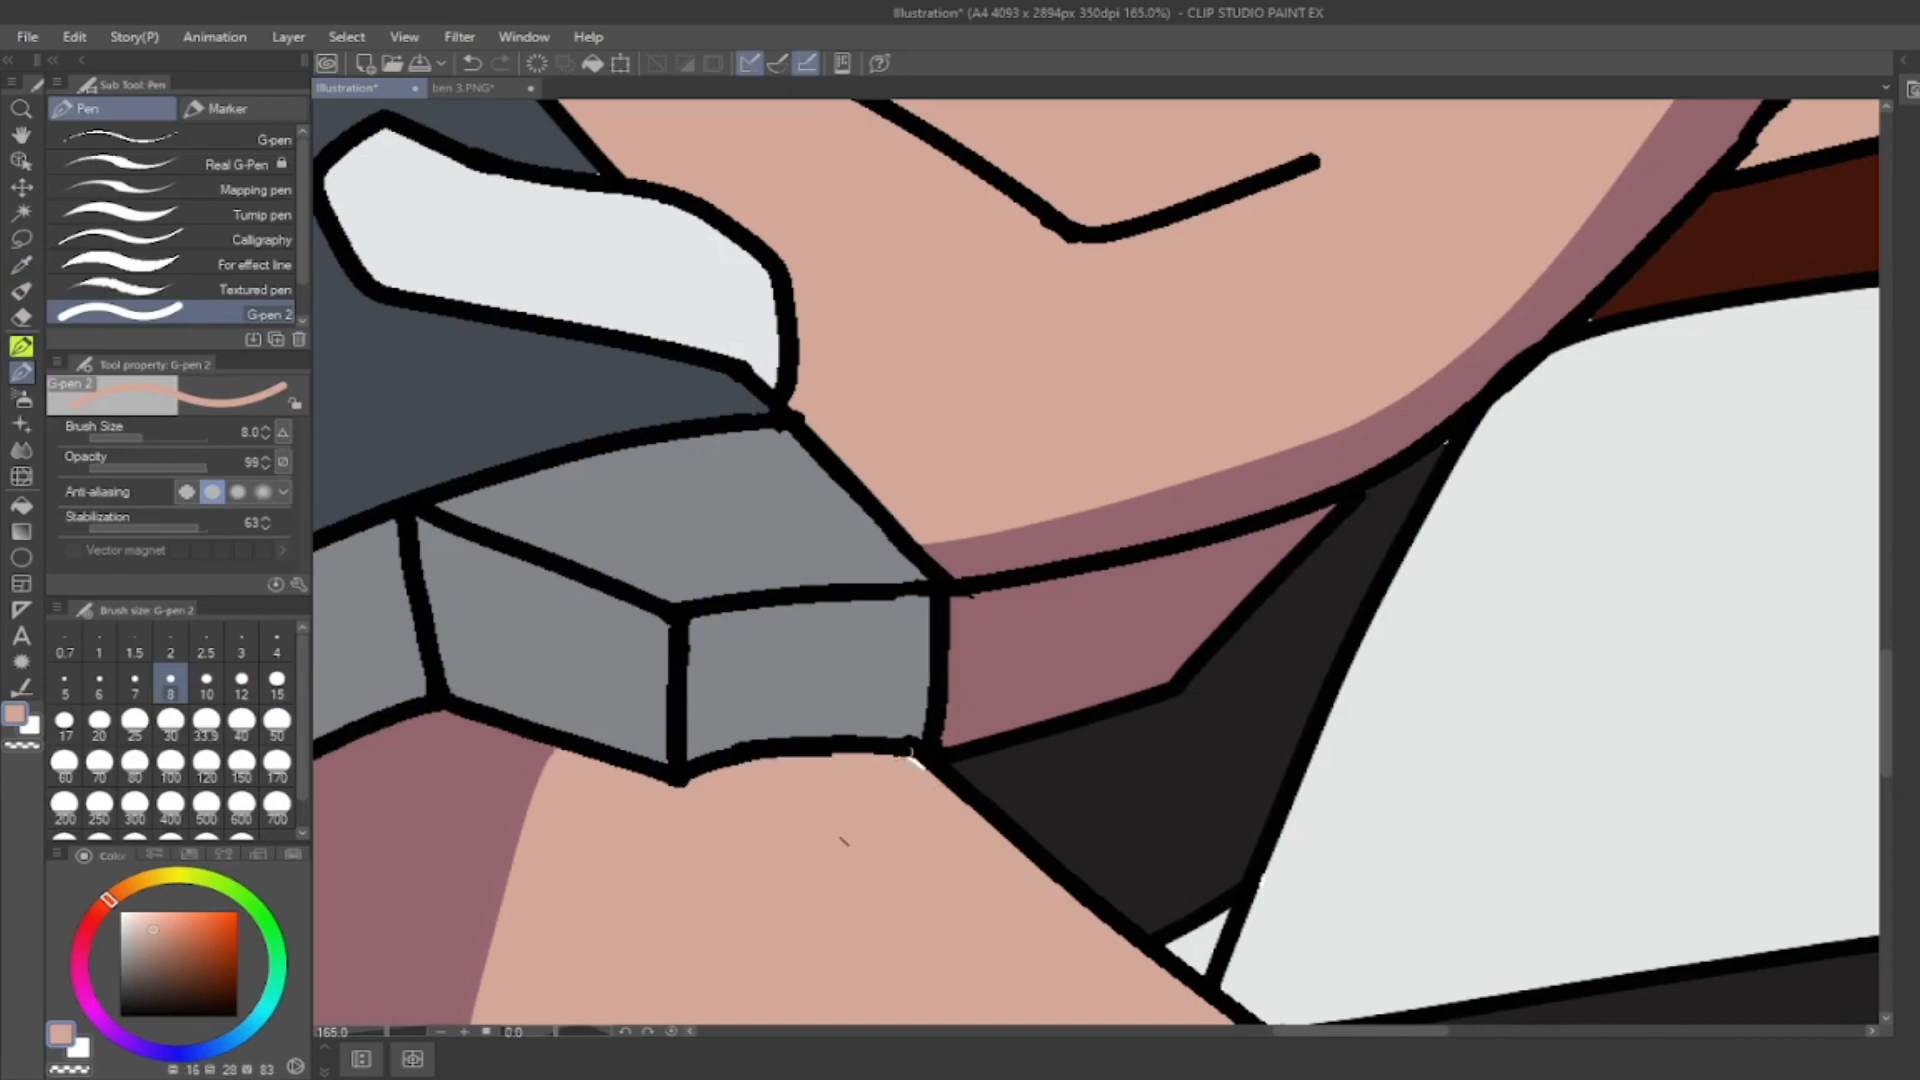 Illustration* (A4 4093 x 2894px 350dpi 165.0%) - CLIP STUDIO PAINT EX
File Edit Story(P) Animation Layer Select View Filter Window Help
Sub Tool: Pen
Illustration* ben 3.PNG*
Pen Marker
G-pen
Real G-Pen
Mapping pen
Turnip pen
Calligraphy
For effect line
Textured pen
G-pen 2
Tool property: G-pen 2
G-pen 2
Brush Size 8.0
Opacity 99
Anti-aliasing
Stabilization 63
Vector magnet
Brush size: G-pen 2
0.7 1 1.5 2 2.5 3 4
5 6 7 8 10 12 15
17 20 25 30 33.9 40 50
60 70 80 100 120 150 170
200 250 300 400 500 600 700
Color
165.0 0.0
16 28 83